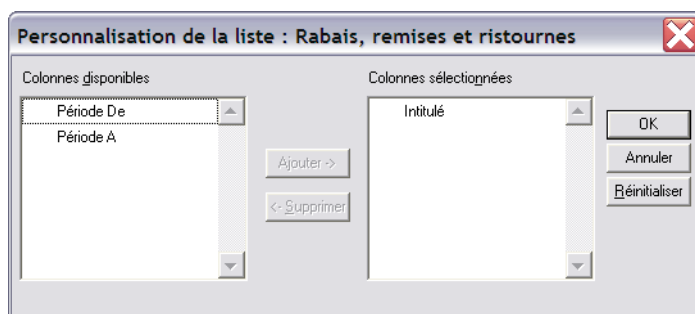 Personnalisation de la liste : Rabais, remises et ristournes
Colonnes disponibles
Période De
Période A
Ajouter ->
<- Supprimer
Colonnes sélectionnées
Intitulé
OK
Annuler
Réinitialiser